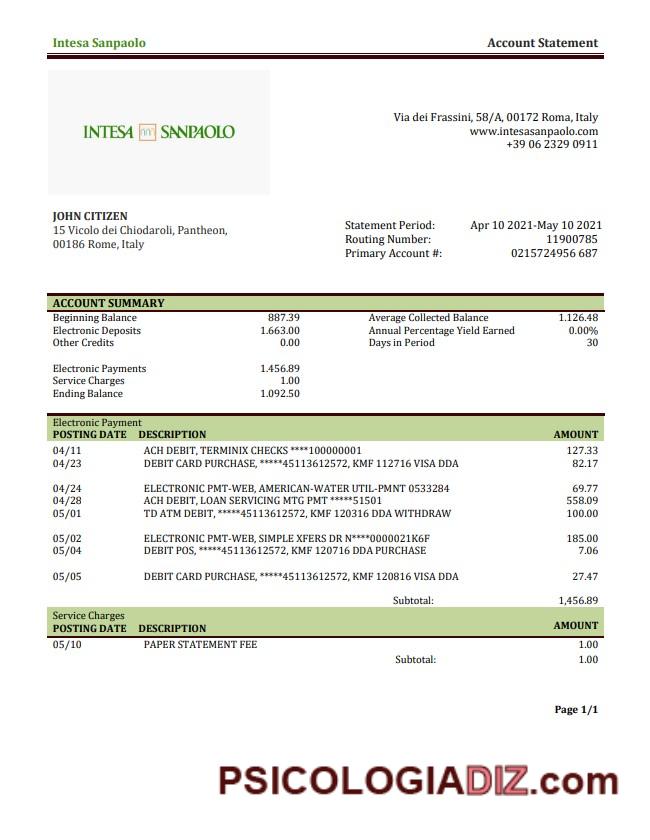 Intesa Sanpaolo Account Statement
INTESA SANPAOLO
Via dei Frassini, 58/A, 00172 Roma, Italy
www.intesasanpaolo.com
+39 06 2329 0911
JOHN CITIZEN
15 Vicolo dei Chiodaroli, Pantheon,
00186 Rome, Italy
Statement Period: Apr 10 2021-May 10 2021
Routing Number: 11900785
Primary Account #: 0215724956 687
ACCOUNT SUMMARY
Beginning Balance 887.39 Average Collected Balance 1.126.48
Electronic Deposits 1.663.00 Annual Percentage Yield Earned 0.00%
Other Credits 0.00 Days in Period 30
Electronic Payments 1.456.89
Service Charges 1.00
Ending Balance 1.092.50
Electronic Payment
POSTING DATE DESCRIPTION AMOUNT
04/11 ACH DEBIT, TERMINIX CHECKS ****100000001 127.33
04/23 DEBIT CARD PURCHASE, *****45113612572, KMF 112716 VISA DDA 82.17
04/24 ELECTRONIC PMT-WEB, AMERICAN-WATER UTIL-PMNT 0533284 69.77
04/28 ACH DEBIT, LOAN SERVICING MTG PMT *****51501 558.09
05/01 TD ATM DEBIT, *****45113612572, KMF 120316 DDA WITHDRAW 100.00
05/02 ELECTRONIC PMT-WEB, SIMPLE XFERS DR N****0000021K6F 185.00
05/04 DEBIT POS, *****45113612572, KMF 120716 DDA PURCHASE 7.06
05/05 DEBIT CARD PURCHASE, *****45113612572, KMF 120816 VISA DDA 27.47
Subtotal: 1,456.89
Service Charges
POSTING DATE DESCRIPTION AMOUNT
05/10 PAPER STATEMENT FEE 1.00
Subtotal: 1.00
Page 1/1
PSICOLOGIADIZ.com